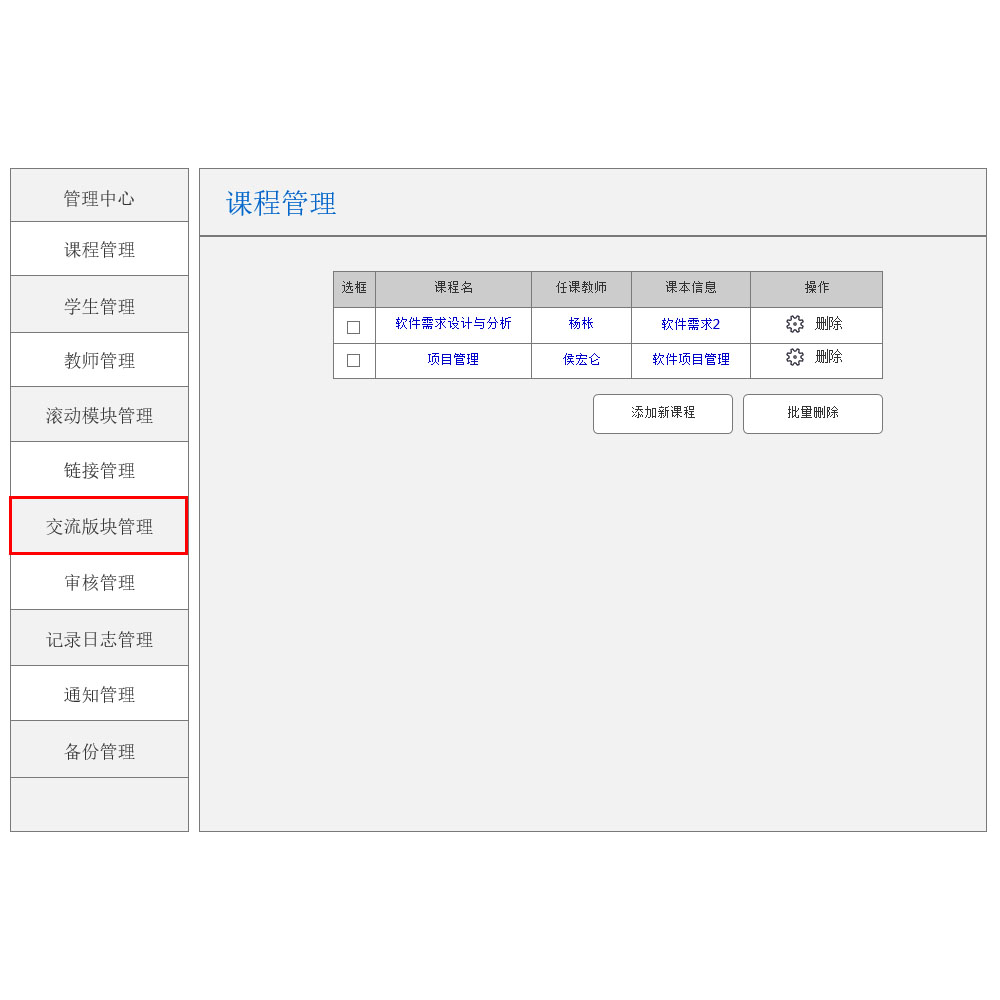 管理中心
课程管理
学生管理
教师管理
滚动模块管理
链接管理
交流版块管理
审核管理
记录日志管理
通知管理
备份管理
课程管理
选框 课程名 任课教师 课本信息 操作
软件需求设计与分析 杨枨 软件需求2 删除
项目管理 侯宏仑 软件项目管理 删除
添加新课程 批量删除